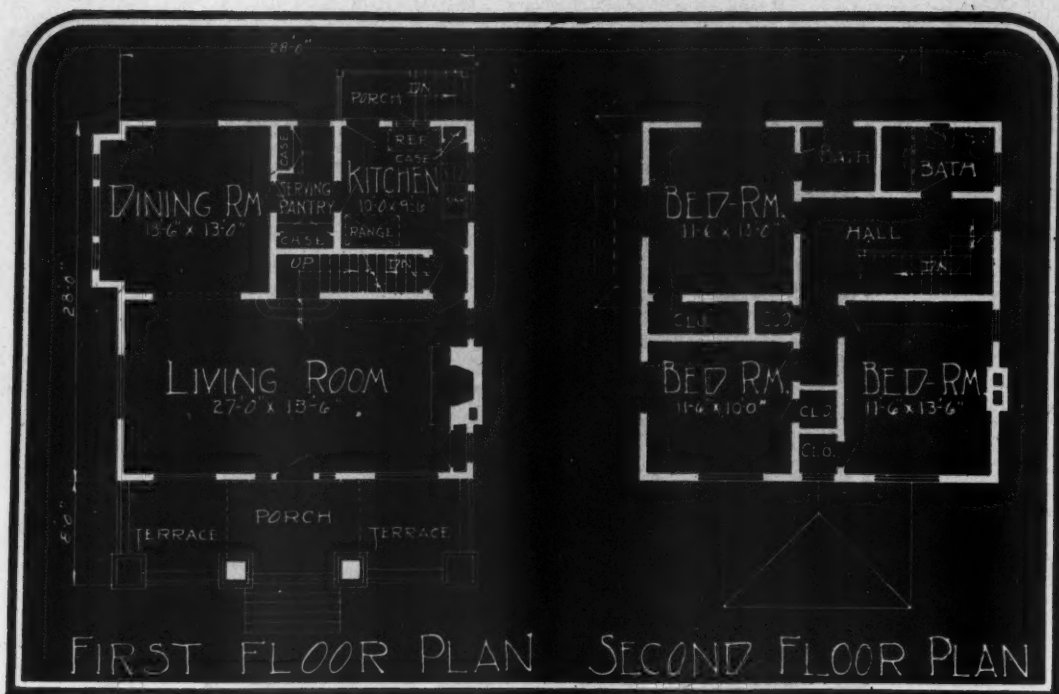 28'0"
PORCH
DN
REF
CASE
CASE
DINING RM
13'-6" x 13'-0"
SERVING
PANTRY
CASE
KITCHEN
10-0 x 9-6
RANGE
UP
DN
28'-0"
LIVING ROOM
27'-0" x 13'-6"
8'-0"
TERRACE
PORCH
TERRACE
FIRST FLOOR PLAN
BED-RM.
BATH
BATH
HALL
DN
CLO.
CLO.
BED RM.
11-6 x 10'0"
BED-RM.
11-6 x 13-6"
CLO.
CLO.
SECOND FLOOR PLAN